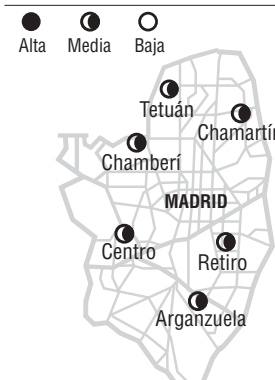 Alta Media Baja
Tetuán
Chamartín
Chamberí
MADRID
Centro
Retiro
Arganzuela